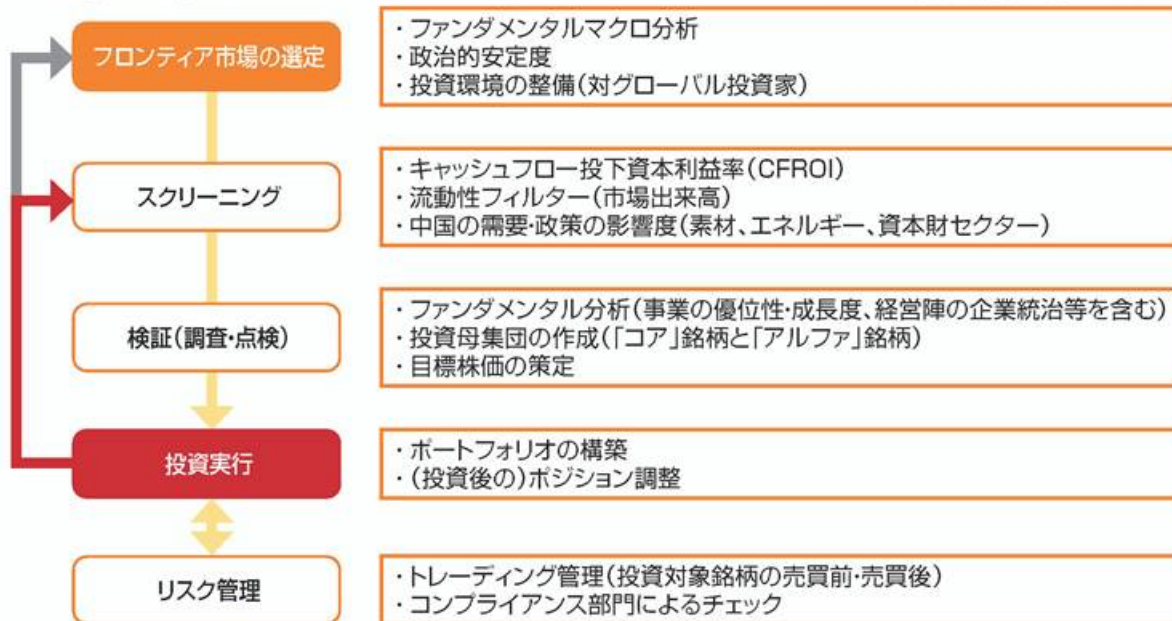 フロンティア市場の選定
・ファンダメンタルマクロ分析
・政治的安定度
・投資環境の整備(対グローバル投資家)
スクリーニング
・キャッシュフロー投下資本利益率(CFROI)
・流動性フィルター(市場出来高)
・中国の需要・政策の影響度(素材、エネルギー、資本財セクター)
検証(調査・点検)
・ファンダメンタル分析(事業の優位性・成長度、経営陣の企業統治等を含む)
・投資母集団の作成(「コア」銘柄と「アルファ」銘柄)
・目標株価の策定
投資実行
・ポートフォリオの構築
・(投資後の)ポジション調整
リスク管理
・トレーディング管理(投資対象銘柄の売買前・売買後)
・コンプライアンス部門によるチェック